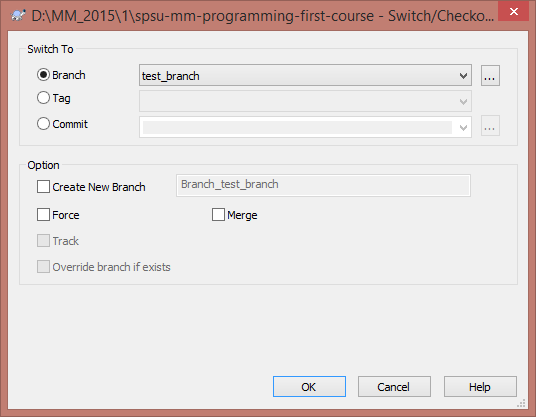 D:\MM_2015\1\spsu-mm-programming-first-course - Switch/Checko...
Switch To
Branch
test_branch
...
Tag
Commit
...
Option
Create New Branch
Branch_test_branch
Force
Merge
Track
Override branch if exists
OK
Cancel
Help